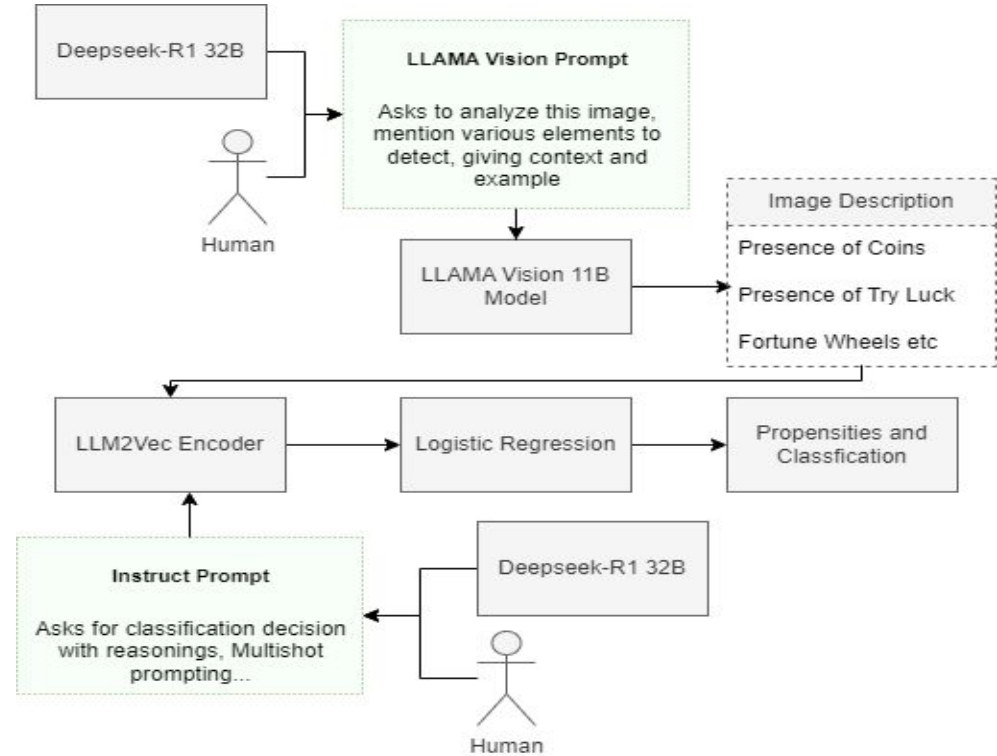 Deepseek-R1 32B
Human
LLAMA Vision Prompt
Asks to analyze this image,
mention various elements to
detect, giving context and
example
LLAMA Vision 11B
Model
Image Description
Presence of Coins
Presence of Try Luck
Fortune Wheels etc
LLM2Vec Encoder
Logistic Regression
Propensities and
Classfication
Instruct Prompt
Asks for classification decision
with reasonings, Multishot
prompting...
Deepseek-R1 32B
Human